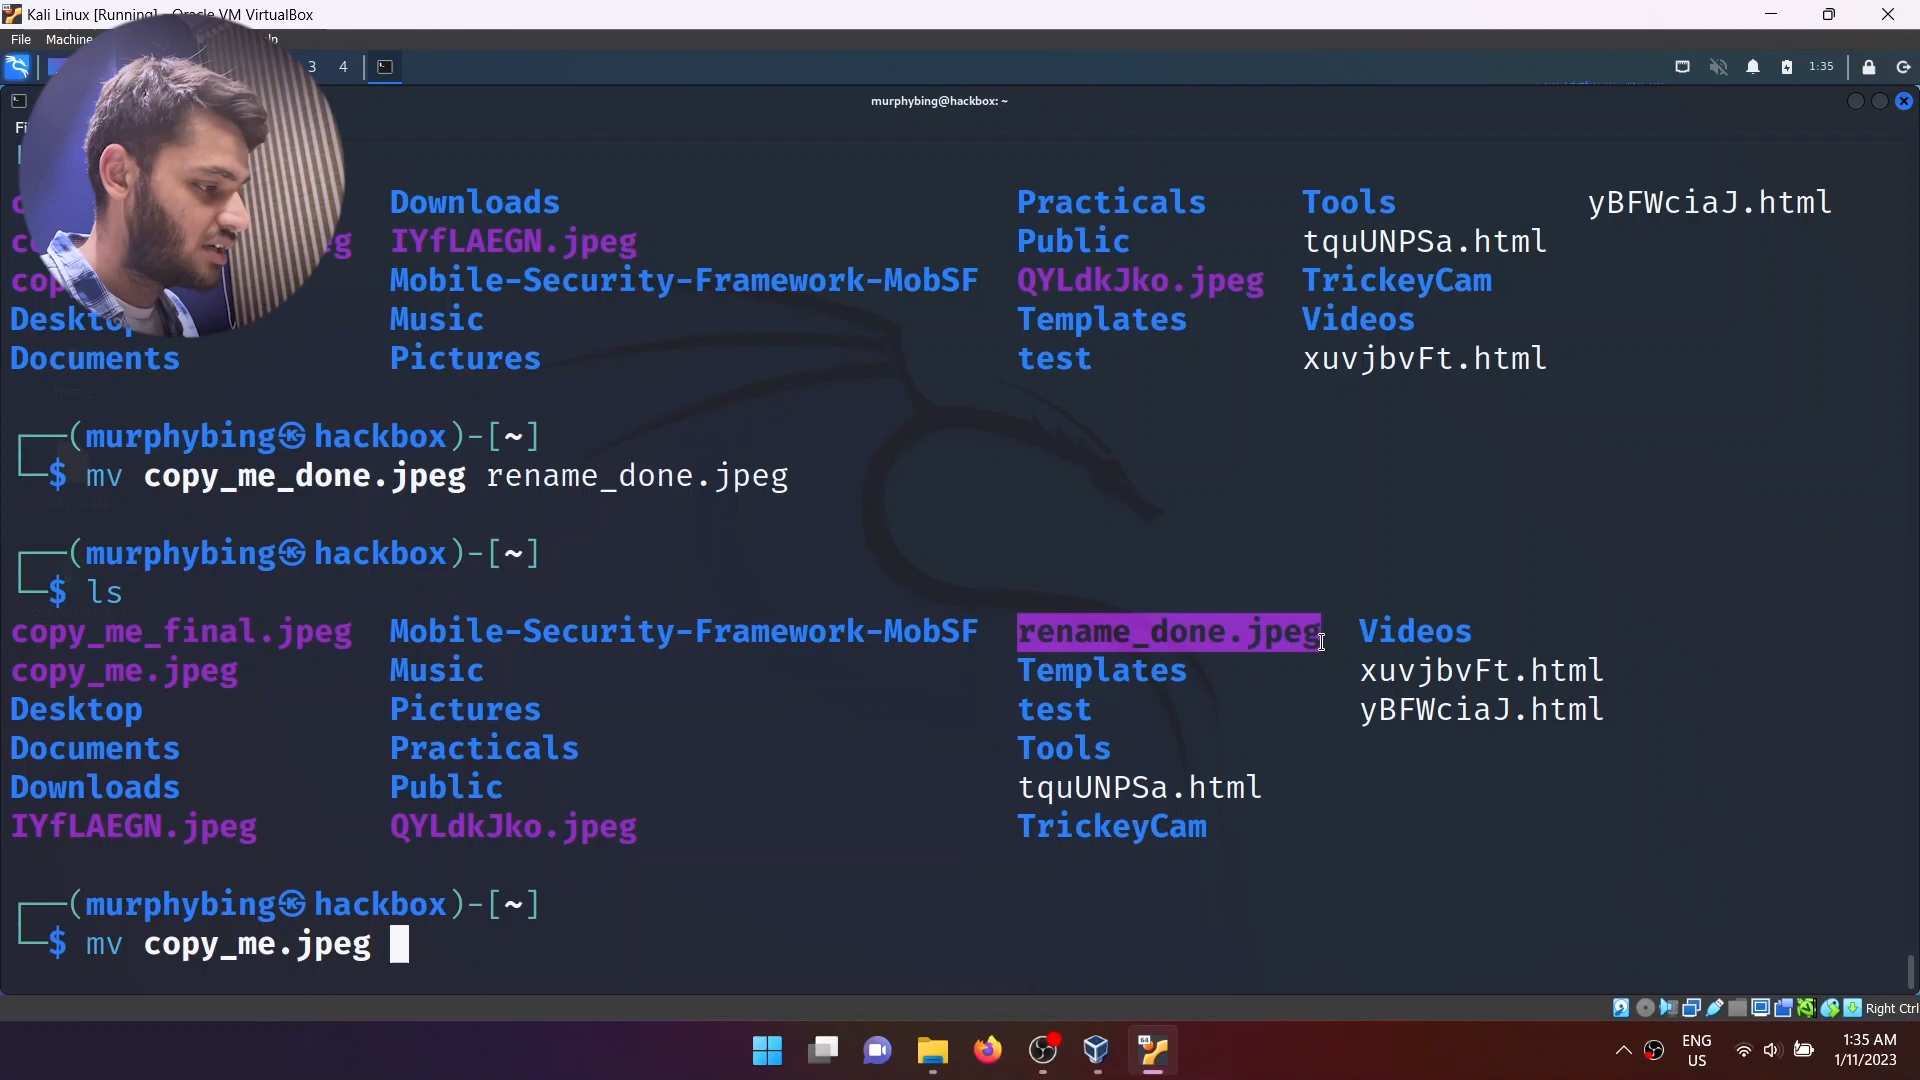 Kali Linux [Running] - Oracle VM VirtualBox
File Machine
3 4 1:35
murphybing@hackbox: ~
Downloads Practicals Tools yBFWciaJ.html
IYfLAEGN.jpeg Public tquUNPSa.html
Mobile-Security-Framework-MobSF QYLdkJko.jpeg TrickeyCam
Desktop Music Templates Videos
Documents Pictures test xuvjbvFt.html
┌──(murphybing㉿hackbox)-[~]
└─$ mv copy_me_done.jpeg rename_done.jpeg
┌──(murphybing㉿hackbox)-[~]
└─$ ls
copy_me_final.jpeg Mobile-Security-Framework-MobSF rename_done.jpeg Videos
copy_me.jpeg Music Templates xuvjbvFt.html
Desktop Pictures test yBFWciaJ.html
Documents Practicals Tools
Downloads Public tquUNPSa.html
IYfLAEGN.jpeg QYLdkJko.jpeg TrickeyCam
┌──(murphybing㉿hackbox)-[~]
└─$ mv copy_me.jpeg
Right Ctrl
ENG 1:35 AM
US 1/11/2023